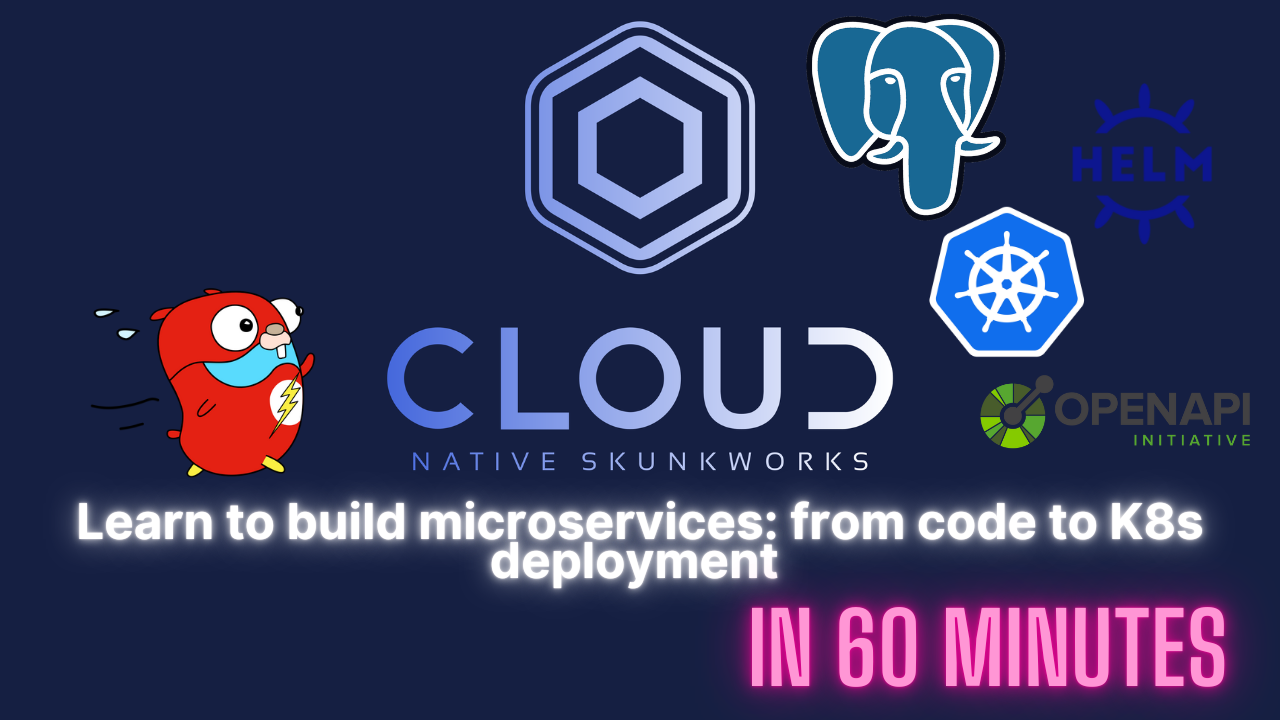 HELM
OPENAPI
INITIATIVE
CLOUD
NATIVE SKUNKWORKS
Learn to build microservices: from code to K8s
deployment
IN 60 MINUTES